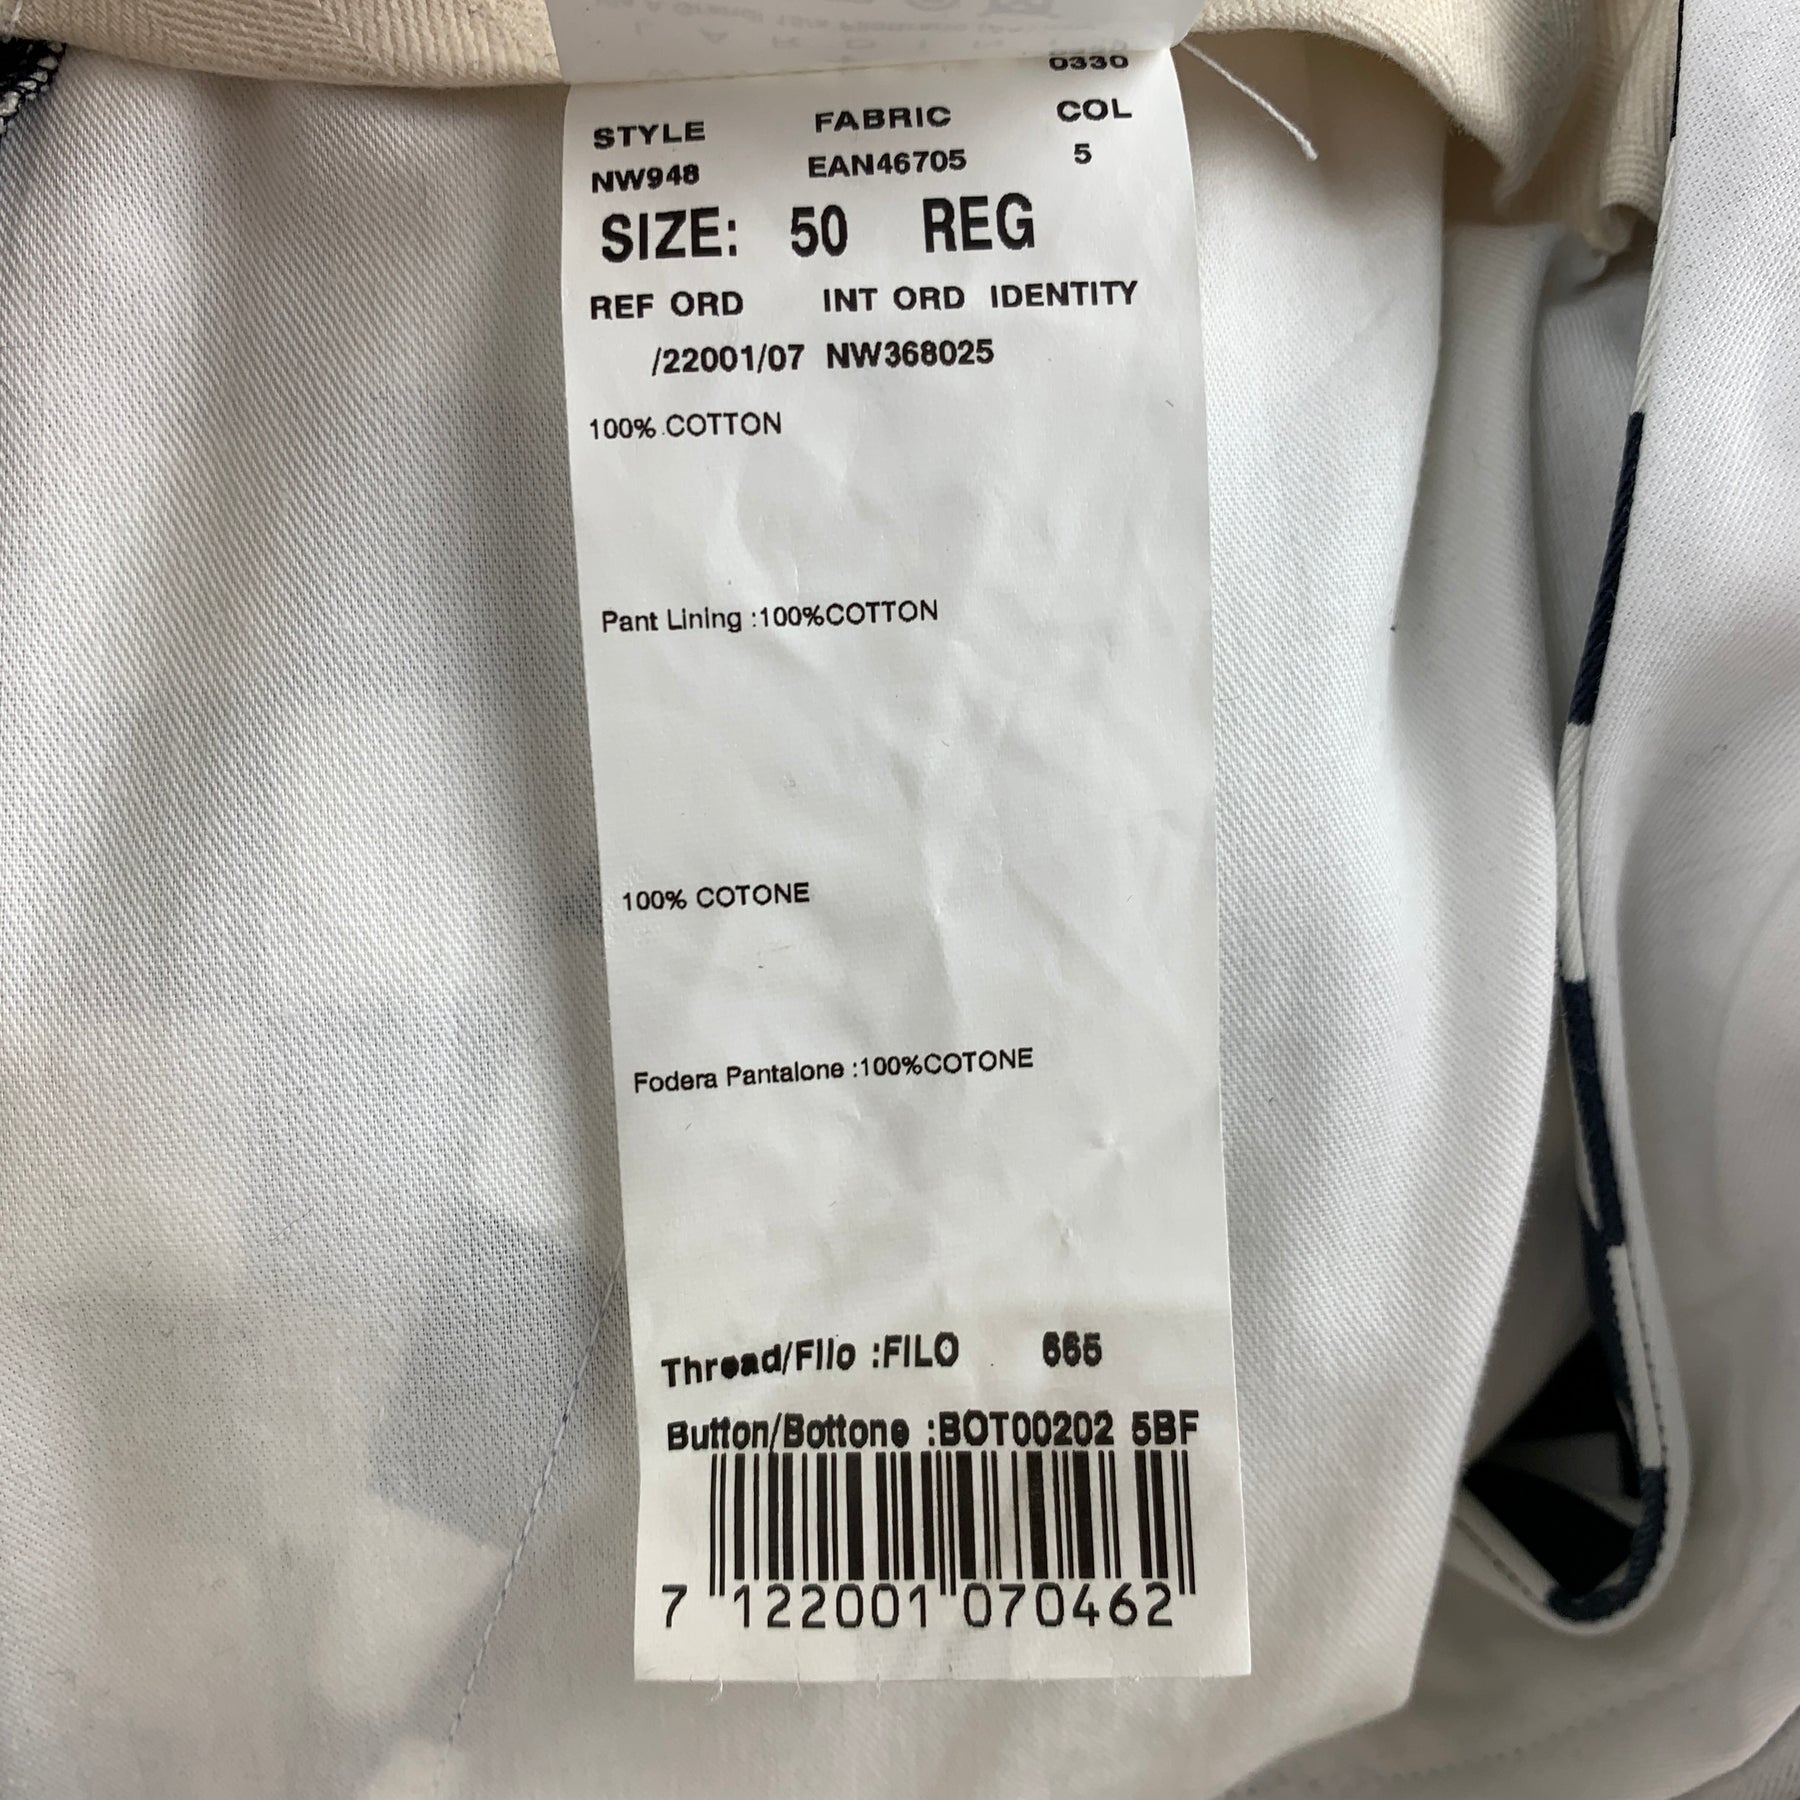 0330
STYLE FABRIC COL
NW948 EAN46705 5
SIZE: 50 REG
REF ORD INT ORD IDENTITY
/22001/07 NW368025
100% COTTON
Pant Lining :100%COTTON
100% COTONE
Fodera Pantalone :100%COTONE
Thread/Filo :FILO 665
Button/Bottone :BOT00202 5BF
7 122001 070462